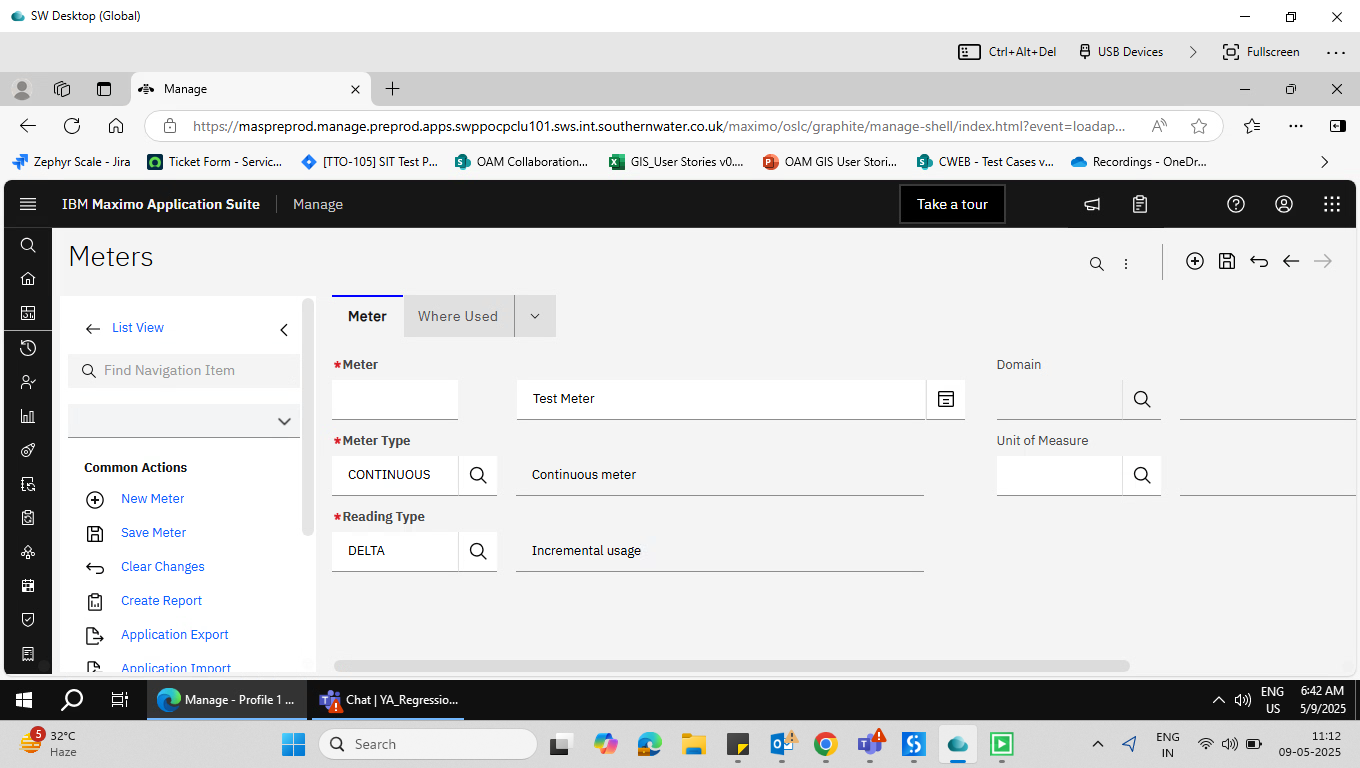 SW Desktop (Global)
Ctrl+Alt+Del
USB Devices
Fullscreen
Manage
https://maspreprod.manage.preprod.apps.swppocpclu101.sws.int.southernwater.co.uk/maximo/oslc/graphite/manage-shell/index.html?event=loadap...
Zephyr Scale - Jira
Ticket Form - Servic...
[TTO-105] SIT Test P...
OAM Collaboration...
GIS_User Stories v0....
OAM GIS User Stori...
CWEB - Test Cases v...
Recordings - OneDr...
IBM Maximo Application Suite
Manage
Take a tour
Meters
List View
Find Navigation Item
Common Actions
New Meter
Save Meter
Clear Changes
Create Report
Application Export
Application Import
Meter
Where Used
*Meter
Test Meter
Domain
*Meter Type
CONTINUOUS
Continuous meter
Unit of Measure
*Reading Type
DELTA
Incremental usage
Manage - Profile 1 ...
Chat | YA_Regressio...
ENG
US
6:42 AM
5/9/2025
5
32°C
Haze
Search
ENG
IN
11:12
09-05-2025